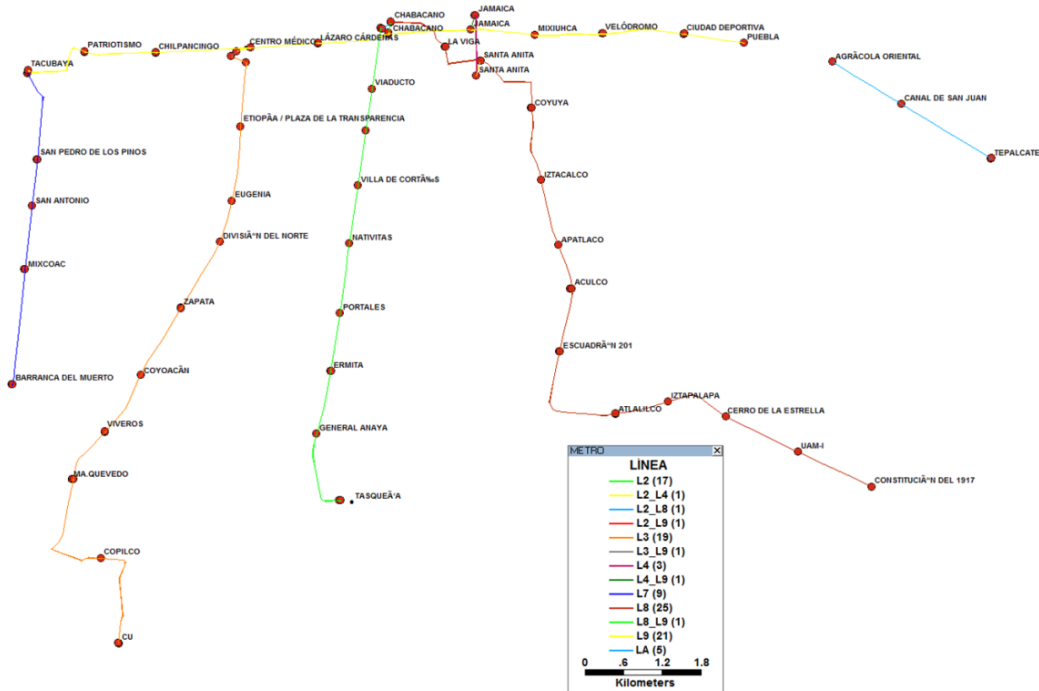 JAMAICA
CHABACANO
CHABACANO
JAMAICA
MIXIUHCA
VELÓDROMO
CIUDAD DEPORTIVA
PUEBLA
PATRIOTISMO
CHILPANCINGO
CENTRO MÉDICO
LÁZARO CÁRDENAS
LA VIGA
SANTA ANITA
SANTA ANITA
TACUBAYA
AGRÃCOLA ORIENTAL
VIADUCTO
COYUYA
CANAL DE SAN JUAN
ETIOPÃA / PLAZA DE LA TRANSPARENCIA
SAN PEDRO DE LOS PINOS
TEPALCATE
VILLA DE CORTÃ‰S
IZTACALCO
SAN ANTONIO
EUGENIA
DIVISIÃ"N DEL NORTE
NATIVITAS
APATLACO
MIXCOAC
ACULCO
ZAPATA
PORTALES
ESCUADRÃ"N 201
BARRANCA DEL MUERTO
COYOACÃN
ERMITA
IZTAPALAPA
ATLALILCO
CERRO DE LA ESTRELLA
VIVEROS
GENERAL ANAYA
UAM-I
MA.QUEVEDO
CONSTITUCIÃ"N DEL 1917
TASQUEÃ'A
COPILCO
CU
METRO
LÍNEA
L2 (17)
L2_L4 (1)
L2_L8 (1)
L2_L9 (1)
L3 (19)
L3_L9 (1)
L4 (3)
L4_L9 (1)
L7 (9)
L8 (25)
L8_L9 (1)
L9 (21)
LA (5)
0 .6 1.2 1.8
Kilometers